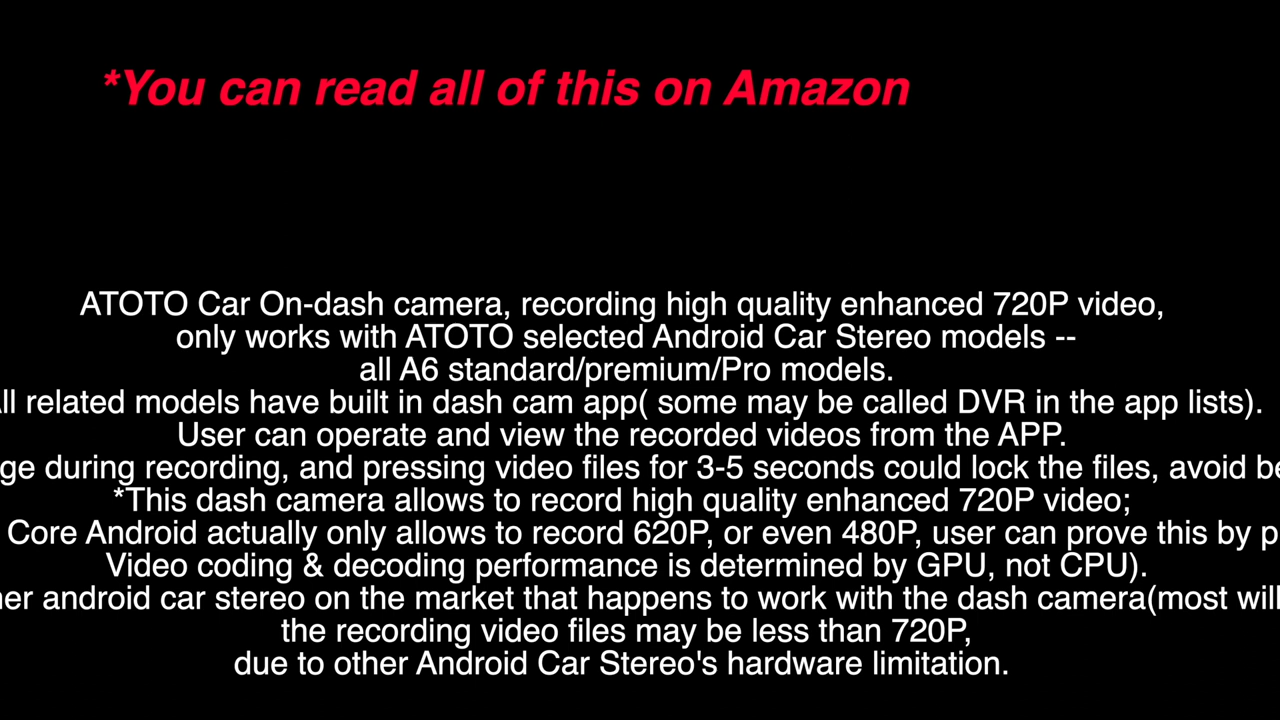 *You can read all of this on Amazon
ATOTO Car On-dash camera, recording high quality enhanced 720P video,
only works with ATOTO selected Android Car Stereo models --
all A6 standard/premium/Pro models.
related models have built in dash cam app( some may be called DVR in the app lists).
User can operate and view the recorded videos from the APP.
during recording, and pressing video files for 3-5 seconds could lock the files, avoid
*This dash camera allows to record high quality enhanced 720P video;
Core Android actually only allows to record 620P, or even 480P, user can prove this by
Video coding & decoding performance is determined by GPU, not CPU).
android car stereo on the market that happens to work with the dash camera(most will
the recording video files may be less than 720P,
due to other Android Car Stereo's hardware limitation.